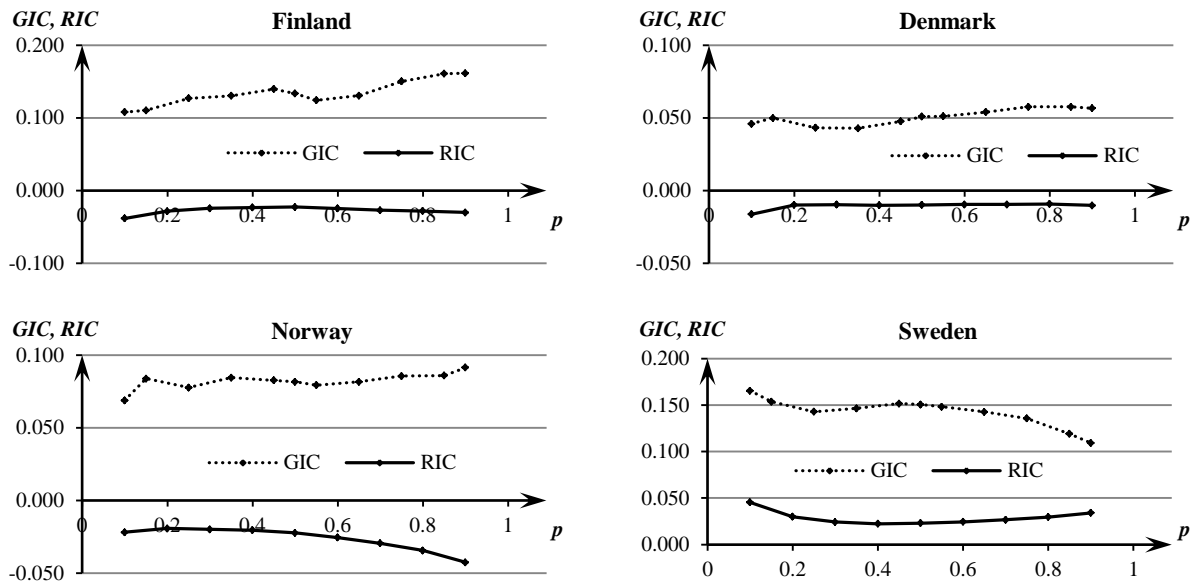 GIC, RIC
Finland
0.200
0.100
GIC RIC
0.000
0 0.2 0.4 0.6 0.8 1
p
-0.100
GIC, RIC
Denmark
0.100
0.050
GIC RIC
0.000
0 0.2 0.4 0.6 0.8 1
p
-0.050
GIC, RIC
Norway
0.100
0.050
GIC RIC
0.000
0 0.2 0.4 0.6 0.8 1
p
-0.050
GIC, RIC
Sweden
0.200
0.150
0.100
GIC RIC
0.050
0.000
p
0 0.2 0.4 0.6 0.8 1